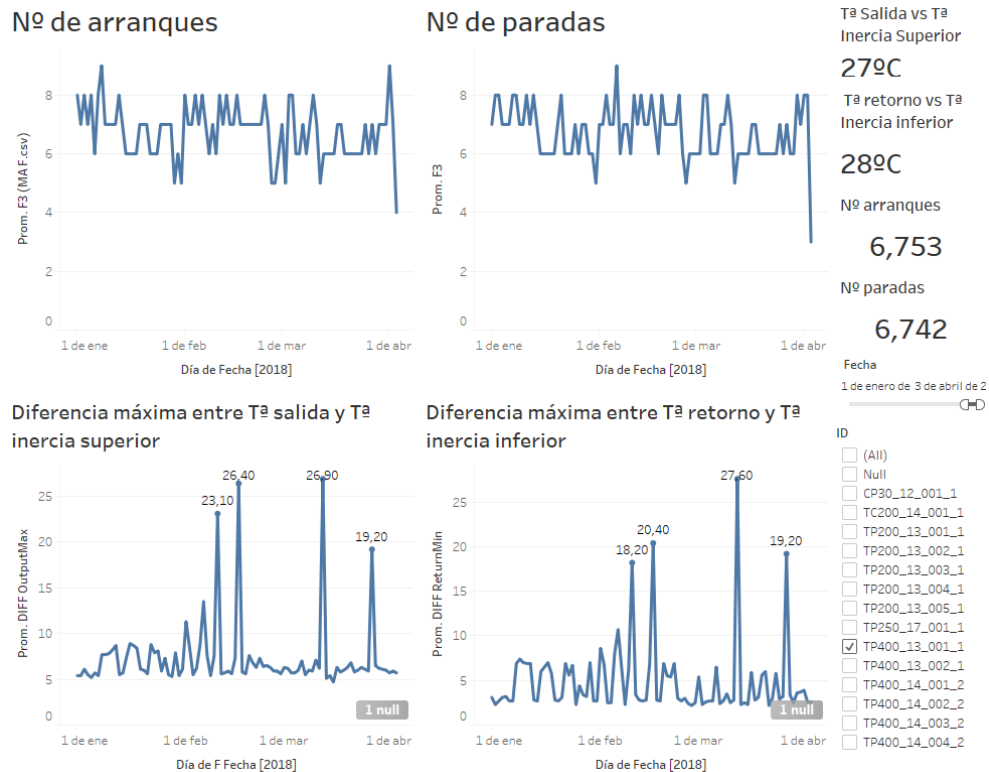 Nº de arranques
Prom. F3 (MA F.csv)
8
6
4
2
0
1 de ene
1 de feb
1 de mar
1 de abr
Día de Fecha [2018]
Nº de paradas
Prom. F3
8
6
4
2
0
1 de ene
1 de feb
1 de mar
1 de abr
Día de Fecha [2018]
Tª Salida vs Tª
Inercia Superior
27ºC
Tª retorno vs Tª
Inercia inferior
28ºC
Nº arranques
6,753
Nº paradas
6,742
Fecha
1 de enero de 3 de abril de 2
Diferencia máxima entre Tª salida y Tª
inercia superior
Prom. DIFF OutputMax
25
20
15
10
5
0
23,10
26,40
26,90
19,20
1 null
1 de ene
1 de feb
1 de mar
1 de abr
Día de F Fecha [2018]
Diferencia máxima entre Tª retorno y Tª
inercia inferior
Prom. DIFF ReturnMin
25
20
15
10
5
0
18,20
20,40
27,60
19,20
1 null
1 de ene
1 de feb
1 de mar
1 de abr
Día de Fecha [2018]
ID
(All)
Null
CP30_12_001_1
TC200_14_001_1
TP200_13_001_1
TP200_13_002_1
TP200_13_003_1
TP200_13_004_1
TP200_13_005_1
TP250_17_001_1
TP400_13_001_1
TP400_13_002_1
TP400_14_001_2
TP400_14_002_2
TP400_14_003_2
TP400_14_004_2